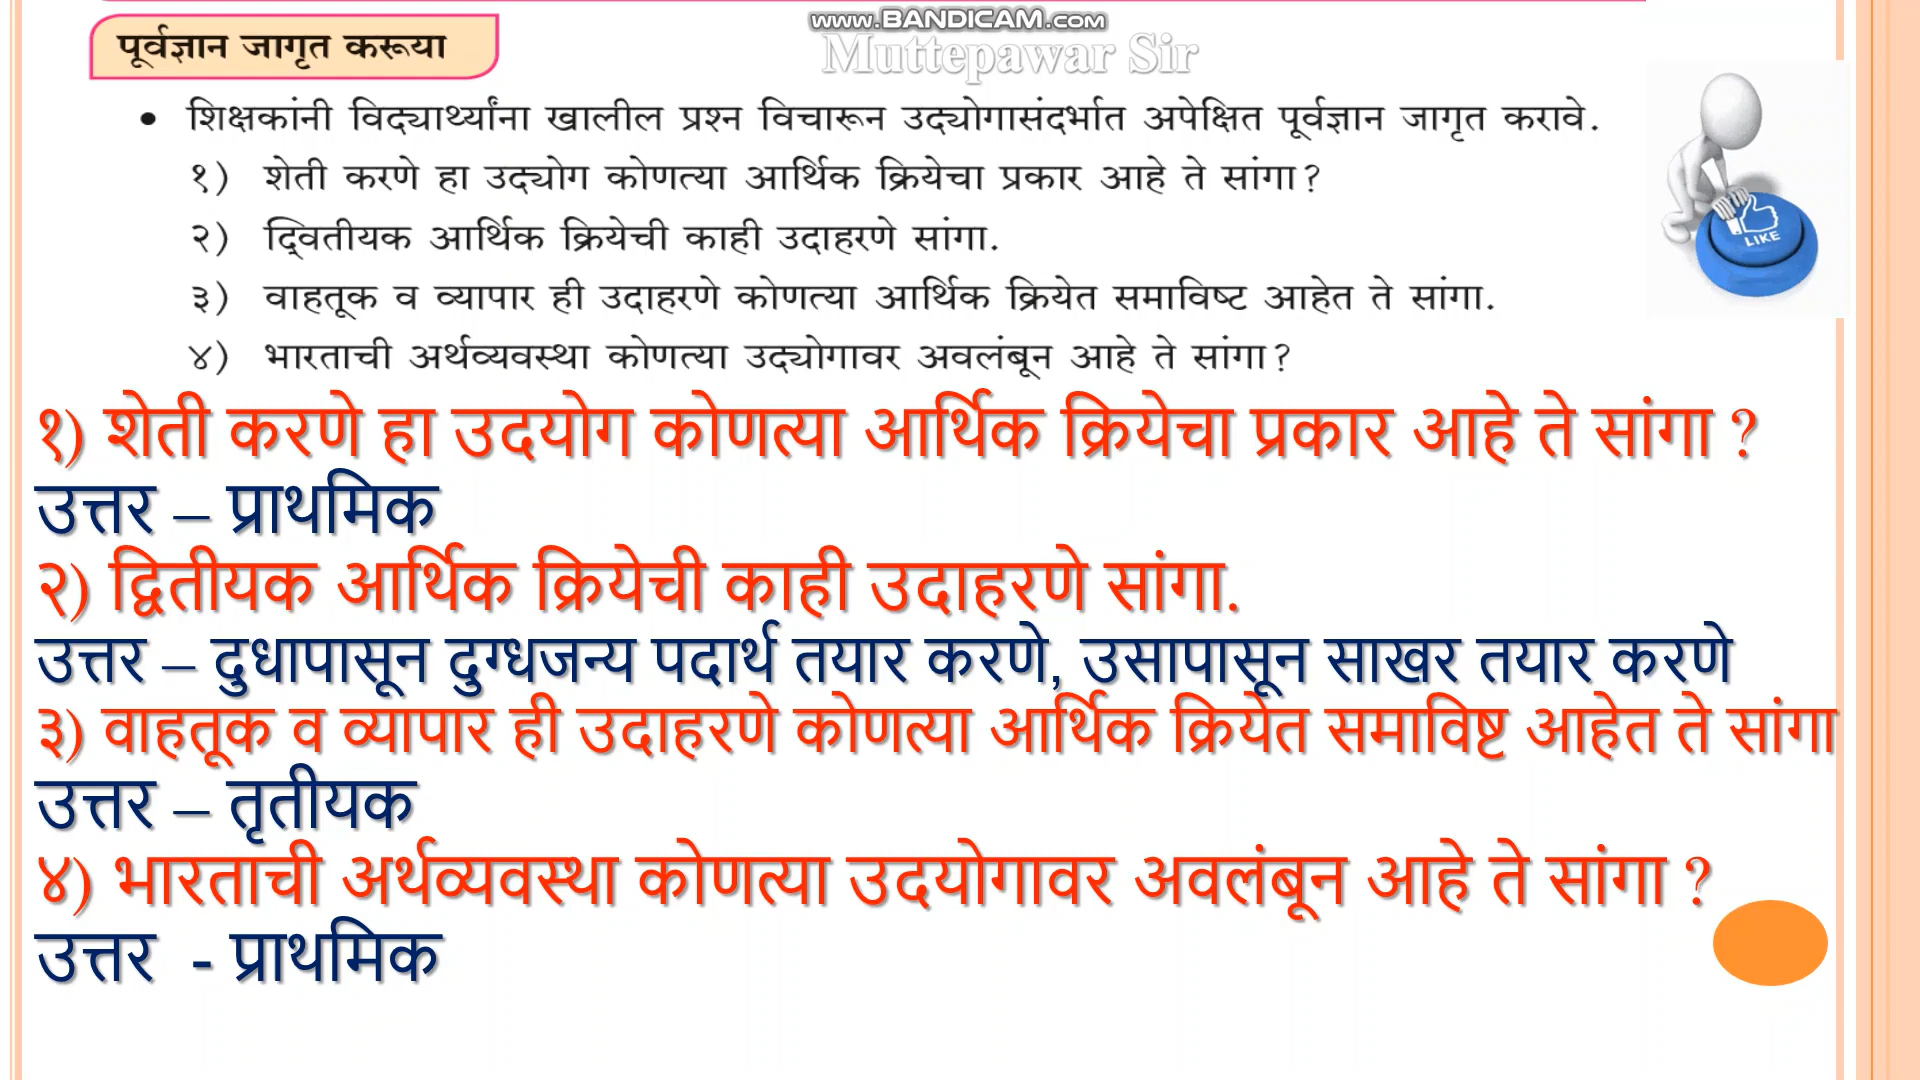 www.BANDICAM.com
पूर्वज्ञान जागृत करूया
Muttepawar Sir
• शिक्षकांनी विद्यार्थ्यांना खालील प्रश्न विचारून उद्योगासंदर्भात अपेक्षित पूर्वज्ञान जागृत करावे.
१) शेती करणे हा उद्योग कोणत्या आर्थिक क्रियेचा प्रकार आहे ते सांगा?
२) द्‌वितीयक आर्थिक क्रियेची काही उदाहरणे सांगा.
३) वाहतूक व व्यापार ही उदाहरणे कोणत्या आर्थिक क्रियेत समाविष्ट आहेत ते सांगा.
४) भारताची अर्थव्यवस्था कोणत्या उद्योगावर अवलंबून आहे ते सांगा?
LIKE
१) शेती करणे हा उदयोग कोणत्या आर्थिक क्रियेचा प्रकार आहे ते सांगा ?
उत्तर – प्राथमिक
२) द्वितीयक आर्थिक क्रियेची काही उदाहरणे सांगा.
उत्तर – दुधापासून दुग्धजन्य पदार्थ तयार करणे, उसापासून साखर तयार करणे
३) वाहतूक व व्यापार ही उदाहरणे कोणत्या आर्थिक क्रियेत समाविष्ट आहेत ते सांगा
उत्तर – तृतीयक
४) भारताची अर्थव्यवस्था कोणत्या उदयोगावर अवलंबून आहे ते सांगा ?
उत्तर - प्राथमिक